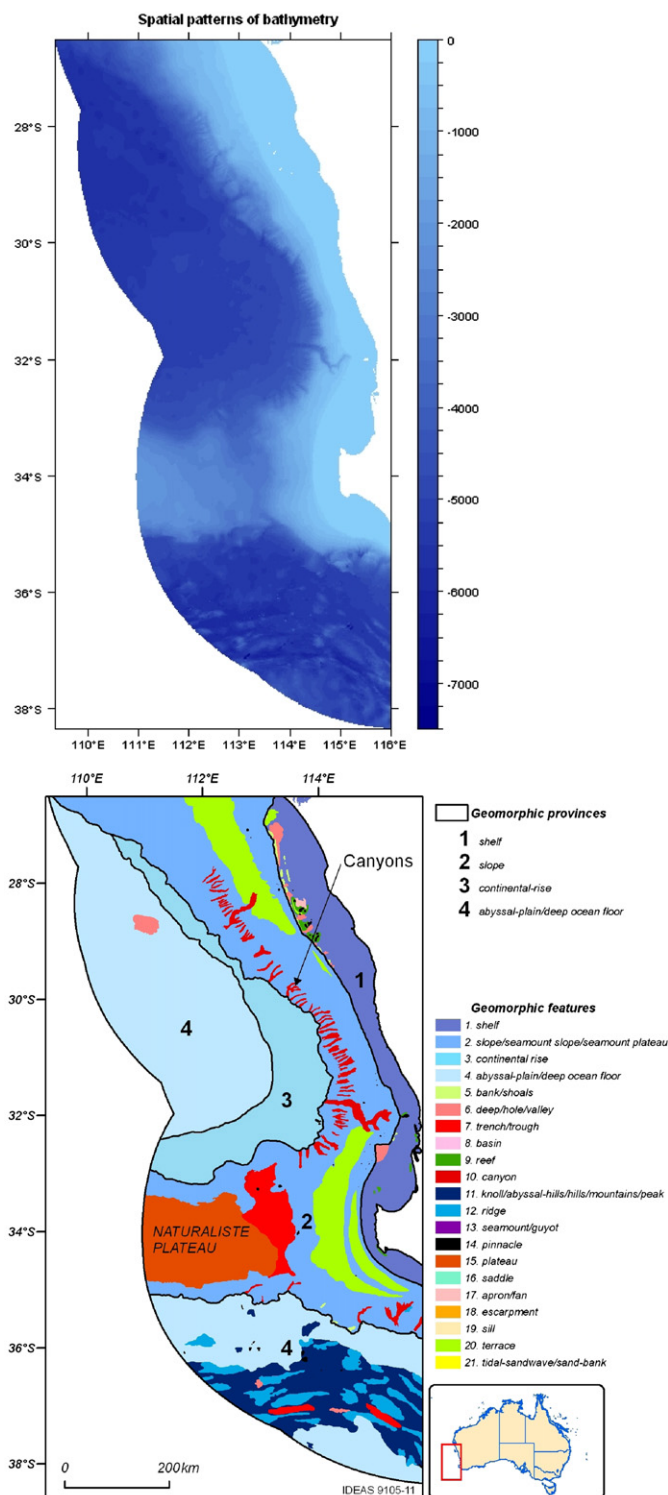 Spatial patterns of bathymetry
0
-1000
-2000
-3000
-4000
-5000
-6000
-7000
28°S
30°S
32°S
34°S
36°S
38°S
110°E 111°E 112°E 113°E 114°E 115°E 116°E
110°E 112°E 114°E
28°S
30°S
32°S
34°S
36°S
38°S
Canyons
1
4
3
2
NATURALISTE
PLATEAU
4
0 200km
IDEAS 9105-11
Geomorphic provinces
1 shelf
2 slope
3 continental-rise
4 abyssal-plain/deep ocean floor
Geomorphic features
1. shelf
2. slope/seamount slope/seamount plateau
3. continental rise
4. abyssal-plain/deep ocean floor
5. bank/shoals
6. deep/hole/valley
7. trench/trough
8. basin
9. reef
10. canyon
11. knoll/abyssal-hills/hills/mountains/peak
12. ridge
13. seamount/guyot
14. pinnacle
15. plateau
16. saddle
17. apron/fan
18. escarpment
19. sill
20. terrace
21. tidal-sandwave/sand-bank